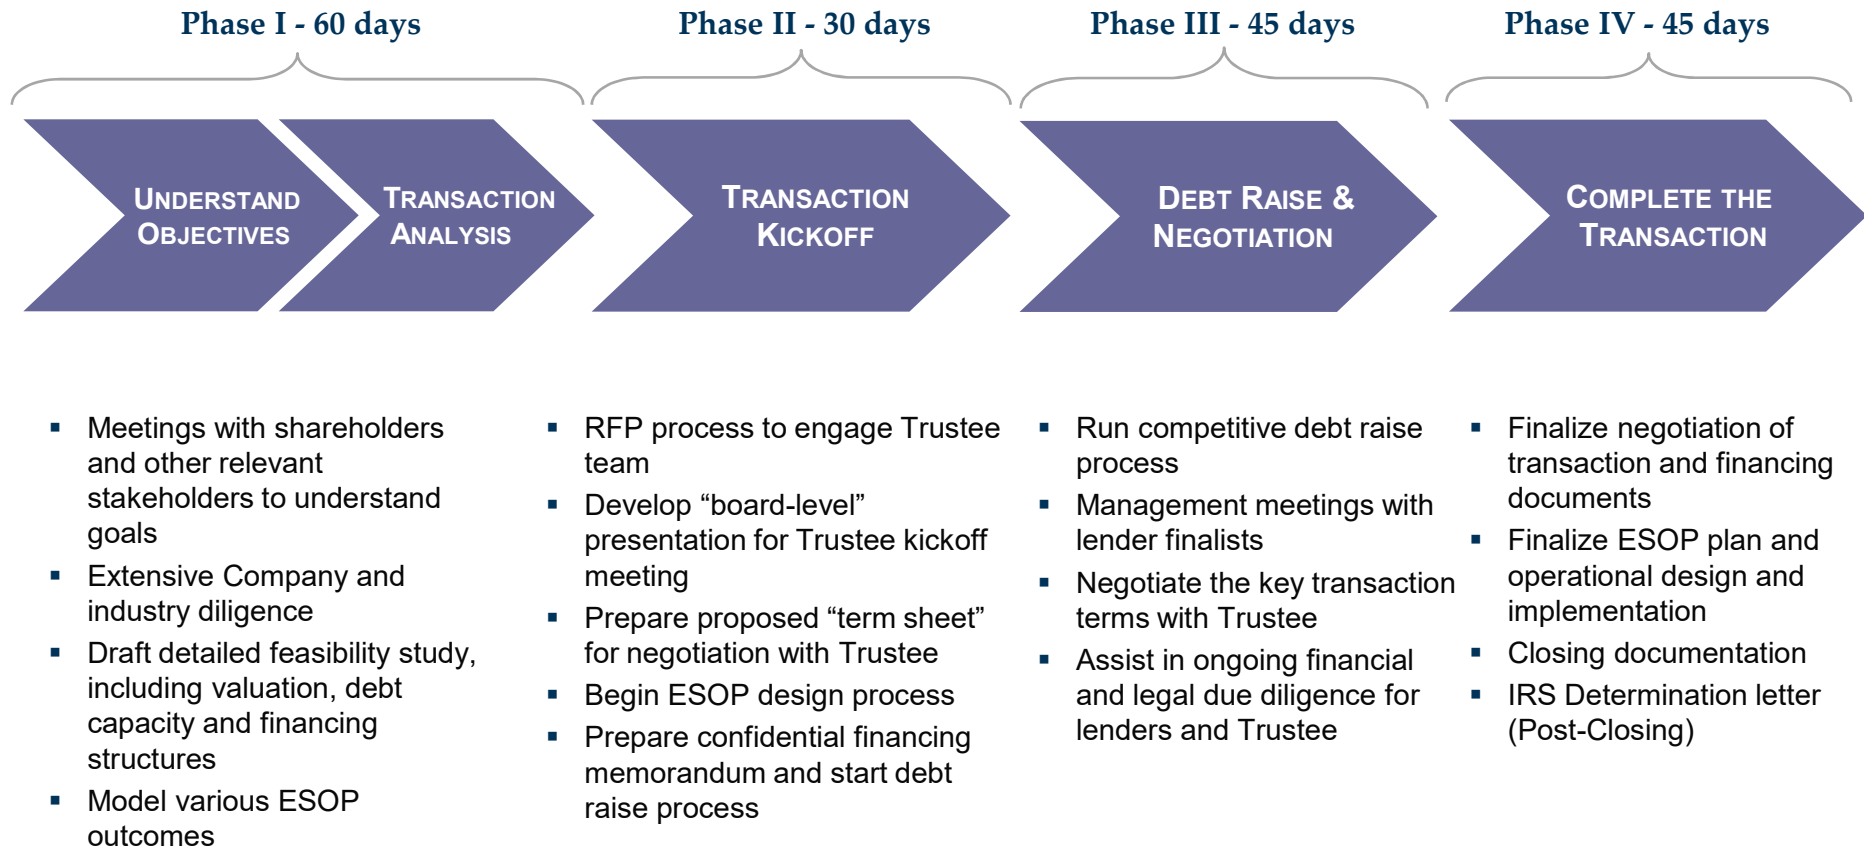 Phase I - 60 days
Phase II - 30 days
Phase III - 45 days
Phase IV - 45 days
UNDERSTAND
OBJECTIVES
TRANSACTION
ANALYSIS
TRANSACTION
KICKOFF
DEBT RAISE &
NEGOTIATION
COMPLETE THE
TRANSACTION
▪ Meetings with shareholders
and other relevant
stakeholders to understand
goals
▪ Extensive Company and
industry diligence
▪ Draft detailed feasibility study,
including valuation, debt
capacity and financing
structures
▪ Model various ESOP
outcomes
▪ RFP process to engage Trustee
team
▪ Develop “board-level”
presentation for Trustee kickoff
meeting
▪ Prepare proposed “term sheet”
for negotiation with Trustee
▪ Begin ESOP design process
▪ Prepare confidential financing
memorandum and start debt
raise process
▪ Run competitive debt raise
process
▪ Management meetings with
lender finalists
▪ Negotiate the key transaction
terms with Trustee
▪ Assist in ongoing financial
and legal due diligence for
lenders and Trustee
▪ Finalize negotiation of
transaction and financing
documents
▪ Finalize ESOP plan and
operational design and
implementation
▪ Closing documentation
▪ IRS Determination letter
(Post-Closing)